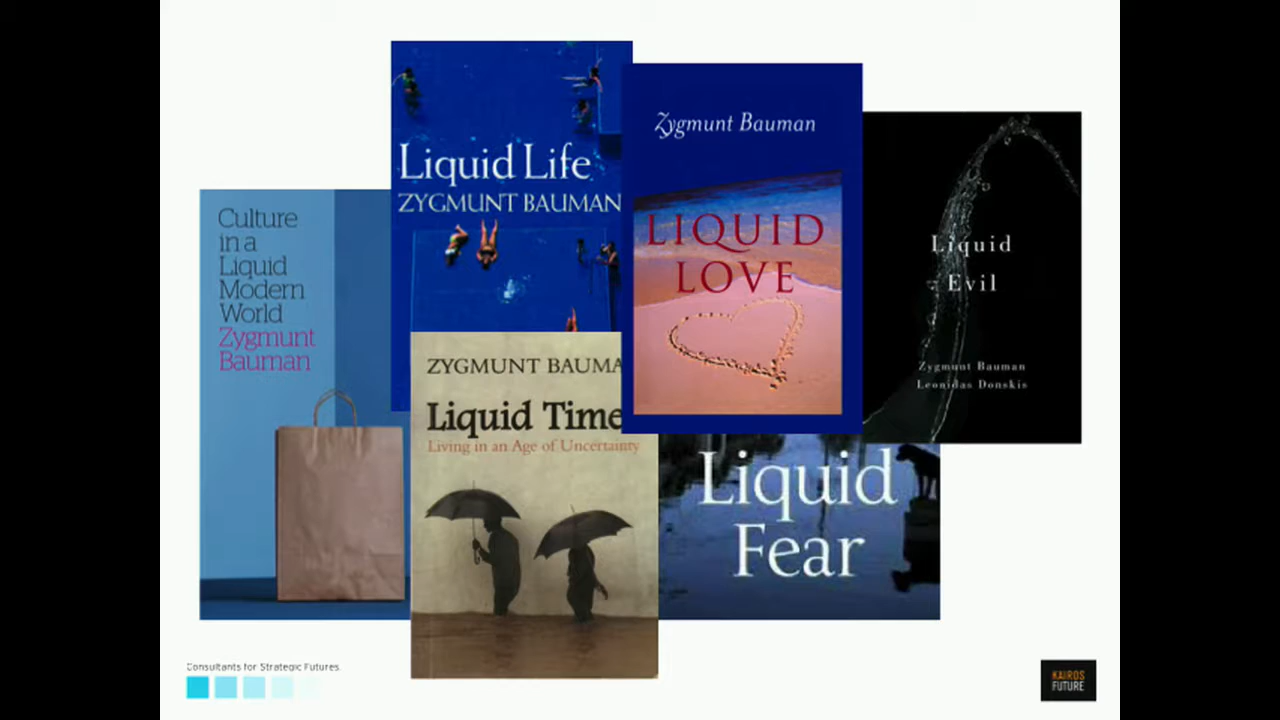 Culture
in a
Liquid
Modern
World
Zygmunt
Bauman
Liquid Life
ZYGMUNT BAUMAN
ZYGMUNT BAUMA
Liquid Time
Living in an Age of Uncertainty
Zygmunt Bauman
LIQUID
LOVE
Liquid
Evil
Zygmunt Bauman
Leonidas Donskis
Liquid
Fear
Consultants for Strategic Futures.
KAIROS
FUTURE